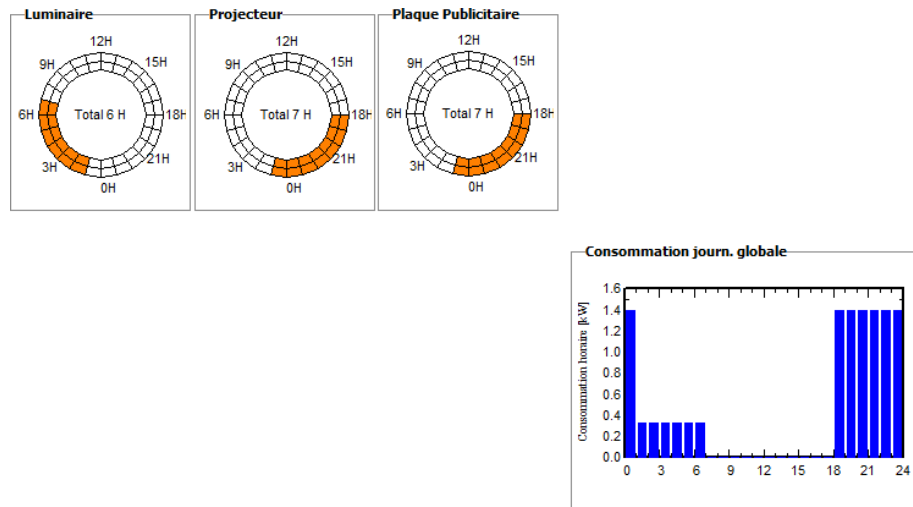 Luminaire
12H
9H
15H
6H
Total 6 H
18H
3H
21H
0H
Projecteur
12H
9H
15H
6H
Total 7 H
18H
3H
21H
0H
Plaque Publicitaire
12H
9H
15H
6H
Total 7 H
18H
3H
21H
0H
Consommation journ. globale
Consommation horaire [kW]
1.6
1.4
1.2
1.0
0.8
0.6
0.4
0.2
0.0
0 3 6 9 12 15 18 21 24